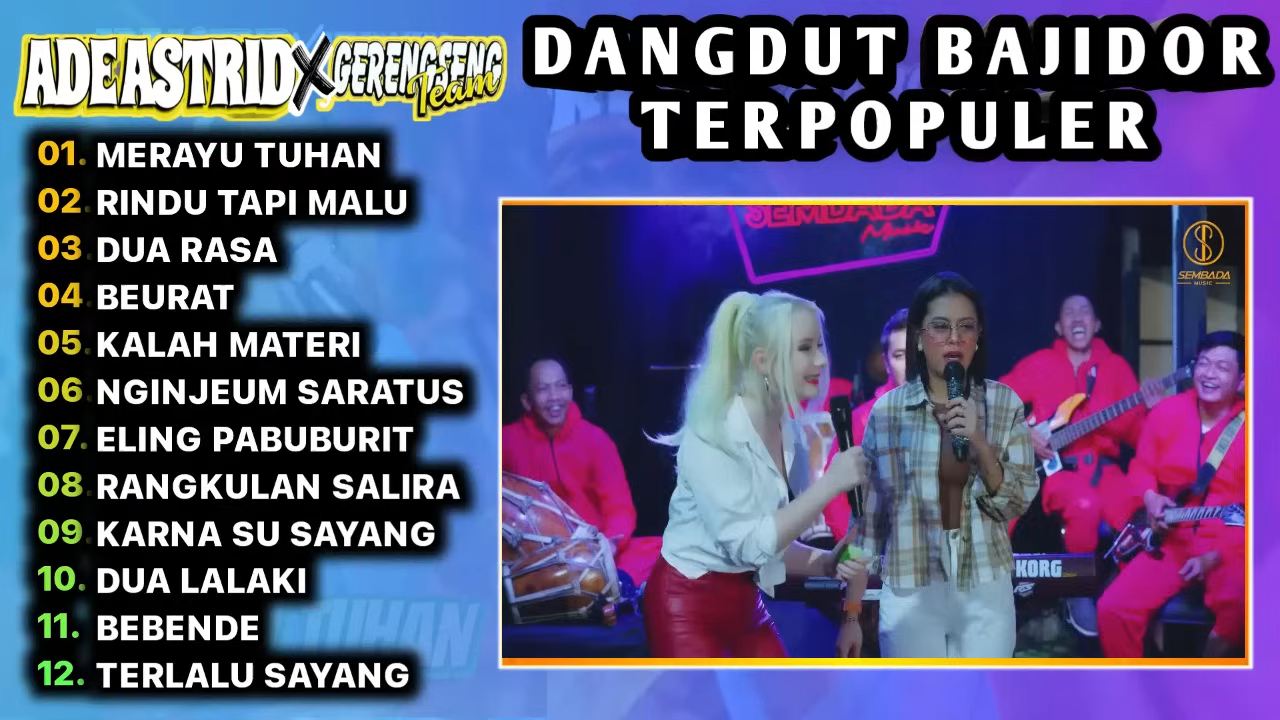 ADE ASTRID X GERENGSENG Team
DANGDUT BAJIDOR
TERPOPULER
01. MERAYU TUHAN
02. RINDU TAPI MALU
03. DUA RASA
04. BEURAT
05. KALAH MATERI
06. NGINJEUM SARATUS
07. ELING PABUBURIT
08. RANGKULAN SALIRA
09. KARNA SU SAYANG
10. DUA LALAKI
11. BEBENDE
12. TERLALU SAYANG
SEMBADA
Music
SEMBADA
MUSIC
KORG
TUHAN